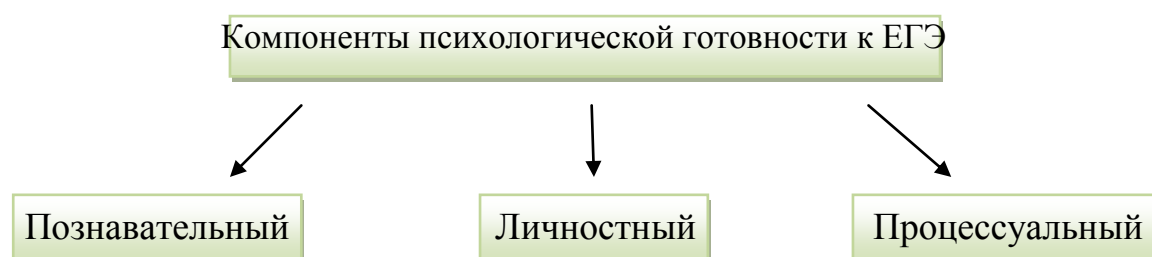 Компоненты психологической готовности к ЕГЭ
Познавательный
Личностный
Процессуальный